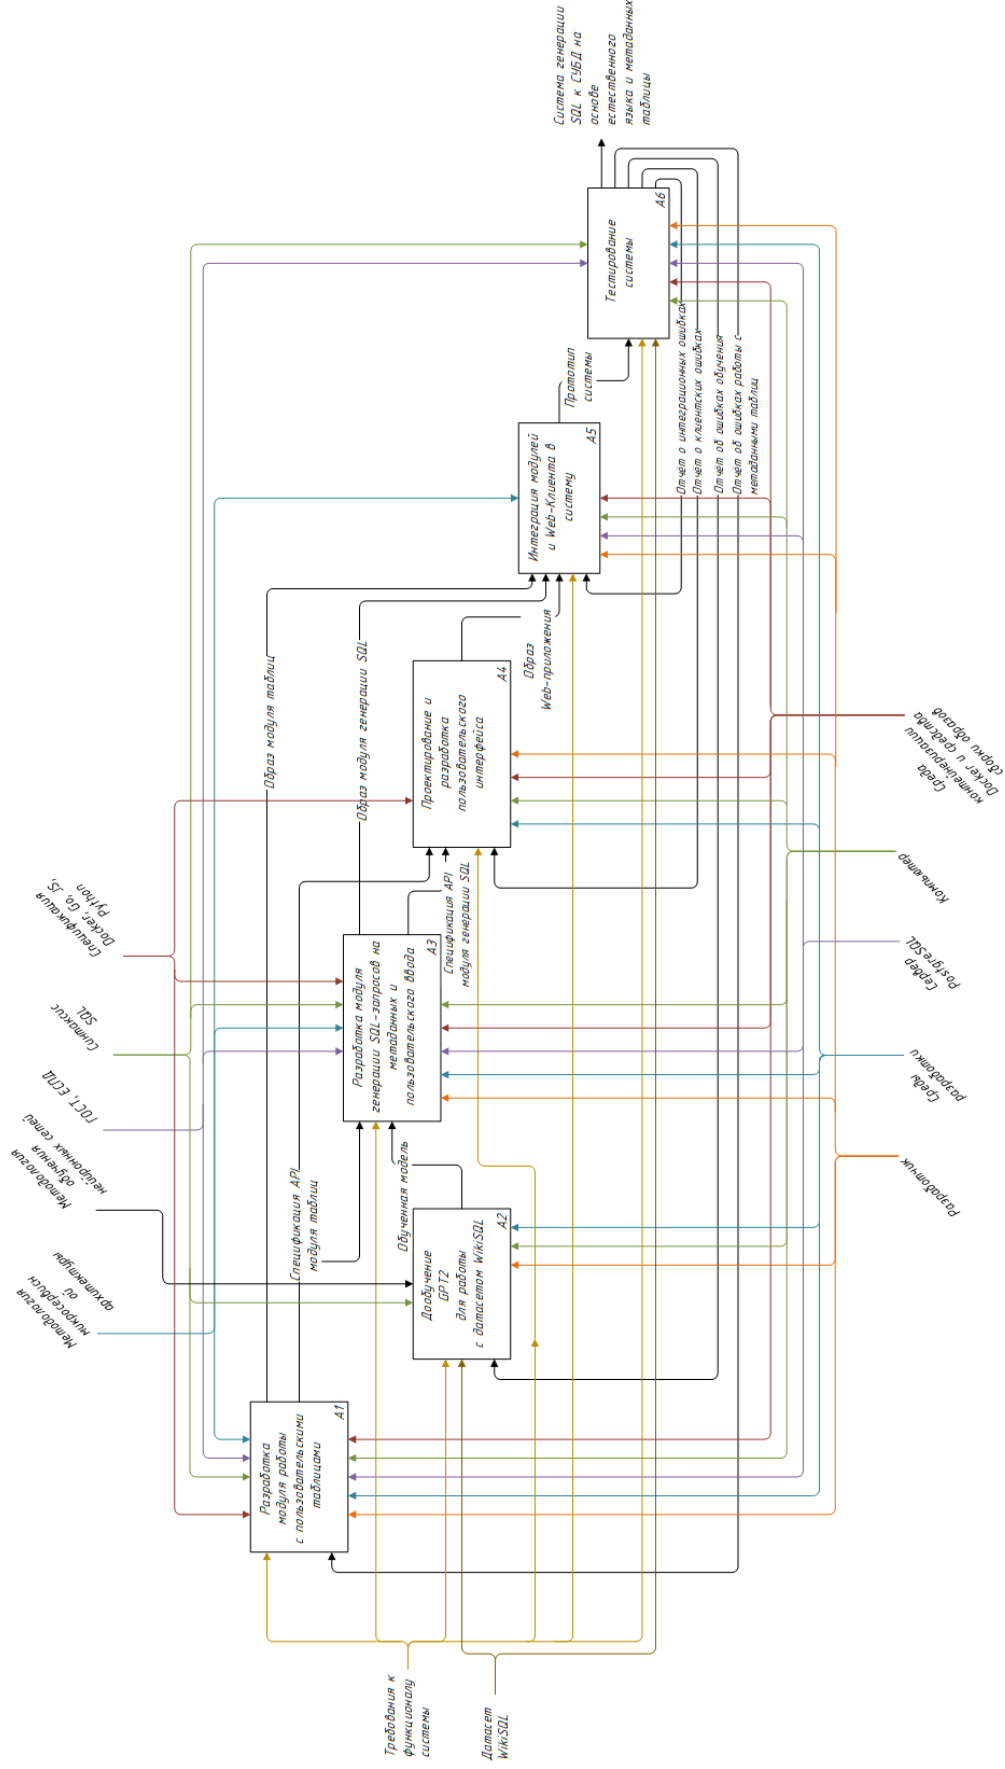 Спецификация
Docker, Go, JS,
Python
Синтаксис
SQL
ГОСТ, ЕСПД
Методология
обучения
нейронных сетей
Методология
микросервисн
ой
архитектуры
Требования к
функционалу
системы
Датасет
WikiSQL
Разработка
модуля работы
с пользовательскими
таблицами
A1
Образ модуля таблиц
Спецификация API
модуля таблиц
Дообучение
GPT2
для работы
с датасетом WikiSQL
A2
Обученная модель
Разработка модуля
генерации SQL-запросов на
метаданных и
пользовательского ввода
A3
Образ модуля генерации SQL
Спецификация API
модуля генерации SQL
Проектирование и
разработка
пользовательского
интерфейса
A4
Образ
Web-приложения
Интеграция модулей
и Web-Клиента в
систему
A5
Прототип
системы
Тестирование
системы
A6
Отчёт о интеграционных ошибках
Отчёт о клиентских ошибках
Отчёт об ошибках обучения
Отчёт об ошибках работы с
метаданными таблиц
Система генерации
SQL к СУБД на
основе
естественного
языка и метаданных
таблицы
Разработчик
Среды
разработки
Сервер
PostgreSQL
Компьютер
Среда
контейнеризации
Docker и средства
сборки образов